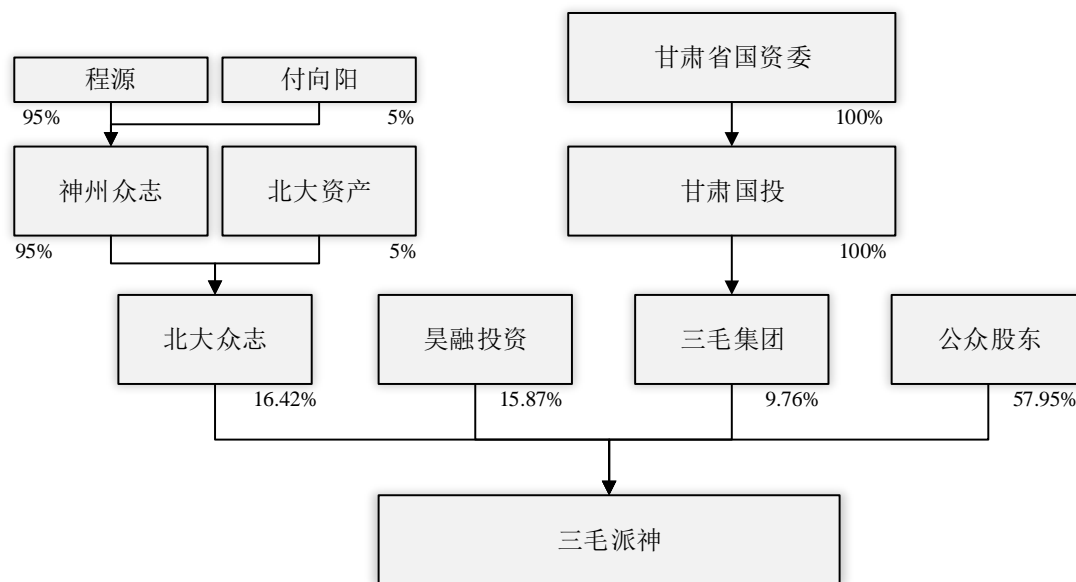 程源
付向阳
甘肃省国资委
95%
5%
100%
神州众志
北大资产
甘肃国投
95%
5%
100%
北大众志
昊融投资
三毛集团
公众股东
16.42%
15.87%
9.76%
57.95%
三毛派神